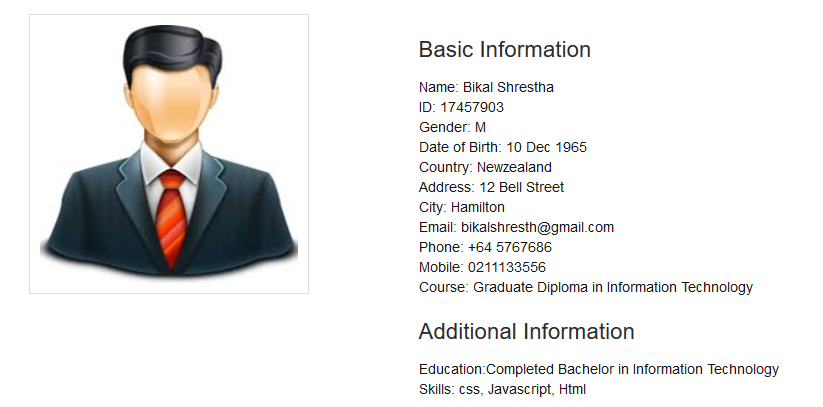 Basic Information
Name: Bikal Shrestha
ID: 17457903
Gender: M
Date of Birth: 10 Dec 1965
Country: Newzealand
Address: 12 Bell Street
City: Hamilton
Email: bikalshresth@gmail.com
Phone: +64 5767686
Mobile: 0211133556
Course: Graduate Diploma in Information Technology
Additional Information
Education:Completed Bachelor in Information Technology
Skills: css, Javascript, Html